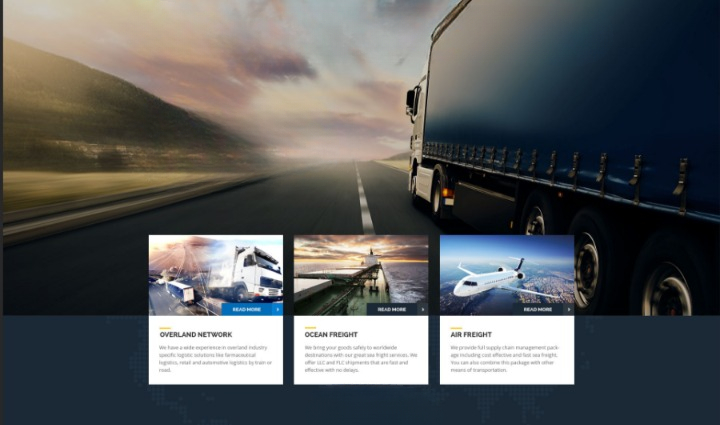 READ MORE
READ MORE
READ MORE
OVERLAND NETWORK
We have a wide experience in overland industry
specific logistic solutions like farmaceutical
logistics, retail and automotive logistics by train or
road.
OCEAN FREIGHT
We bring your goods safely to worldwide
destinations with our great sea fright services. We
offer LLC and FLC shipments that are fast and
effective with no delays.
AIR FREIGHT
We provide full supply chain management pack-
age including cost effective and fast sea freight.
You can also combine this package with other
means of transportation.